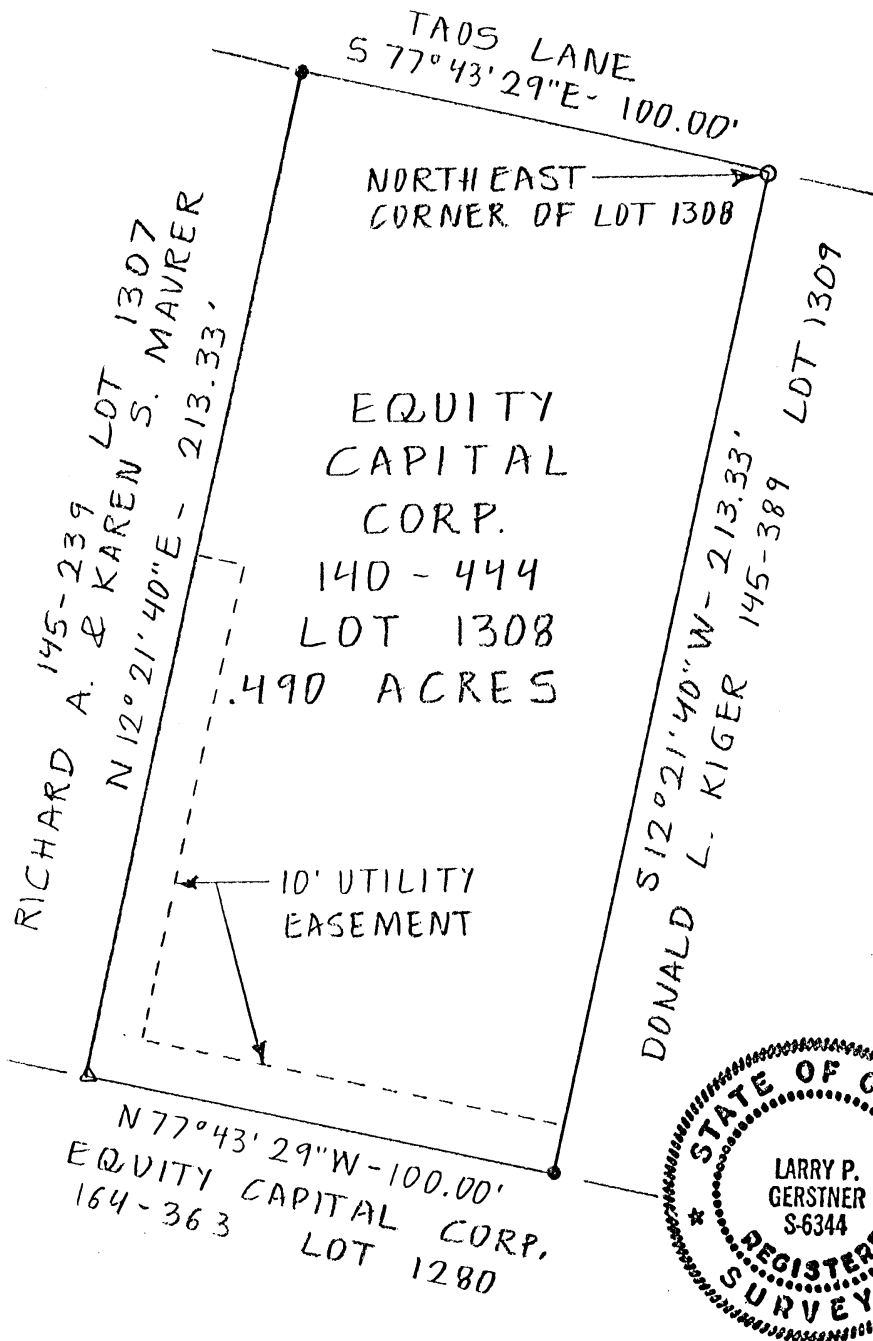 TAOS LANE
S 77°43'29"E- 100.00'
NORTHEAST
CORNER OF LOT 1308
145-239 LOT 1307
RICHARD A. & KAREN S. MAURER
N 12°21'40"E- 213.33'
EQUITY
CAPITAL
CORP.
140-444
LOT 1308
.490 ACRES
S 12°21'40"W- 213.33'
DONALD L. KIGER 145-389 LOT 1309
10' UTILITY
EASEMENT
N 77°43'29"W-100.00'
EQUITY CAPITAL CORP.
164-363 LOT 1280
STATE OF
LARRY P.
GERSTNER
S-6344